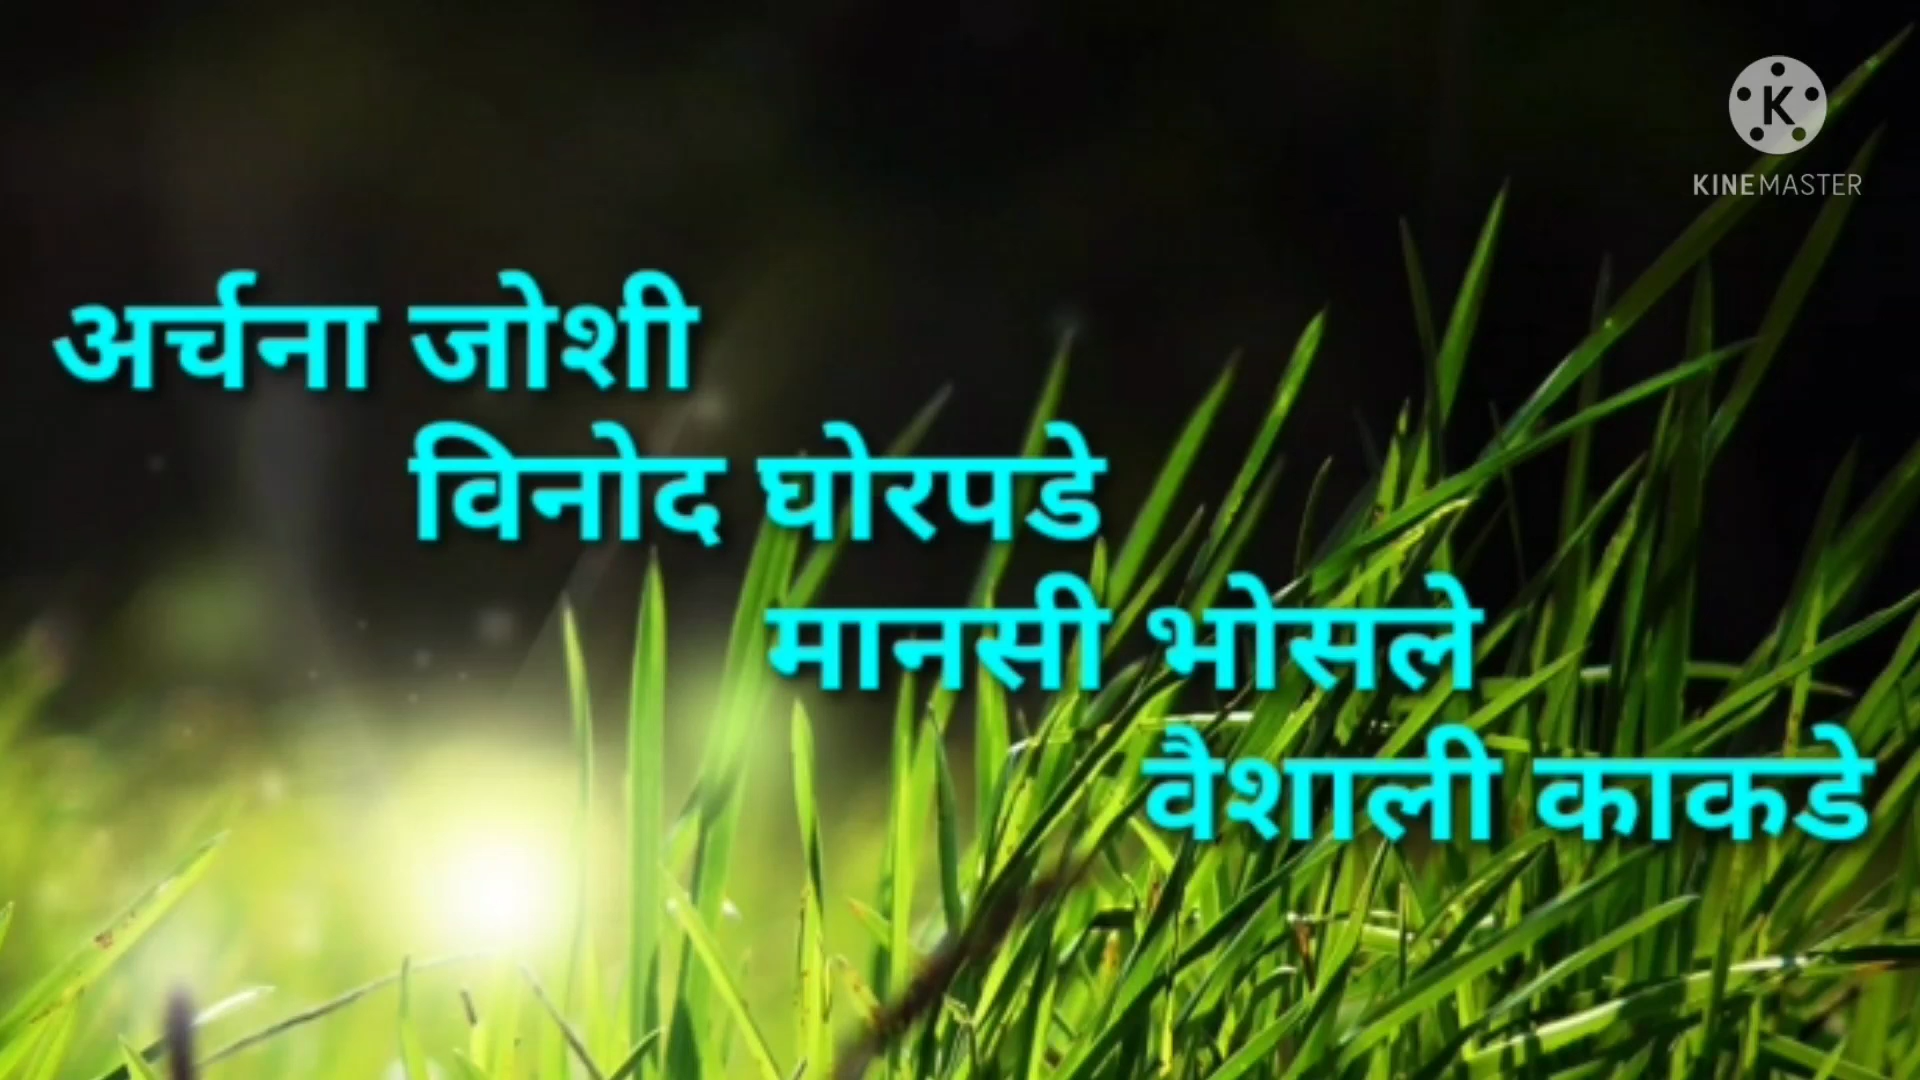 KINEMASTER
अर्चना जोशी
विनोद घोरपडे
मानसी भोसले
वैशाली काकडे